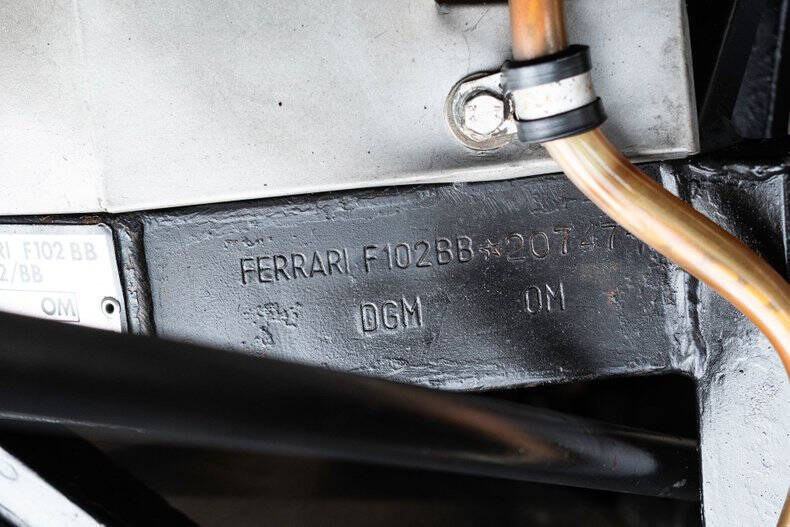 RI F102 BB
2/BB
OM
FERRARI F102BB☆20747
DGM OM